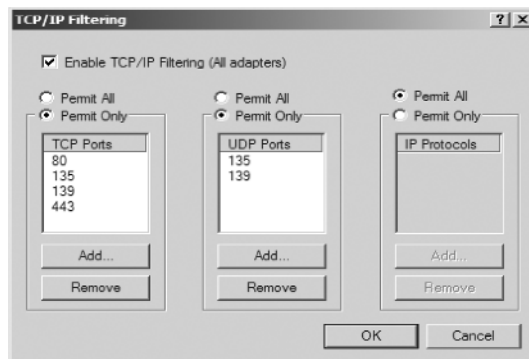 TCP/IP Filtering
Enable TCP/IP Filtering (All adapters)
Permit All
Permit Only
TCP Ports
80
135
139
443
Add...
Remove
Permit All
Permit Only
UDP Ports
135
139
Add...
Remove
Permit All
Permit Only
IP Protocols
Add...
Remove
OK
Cancel